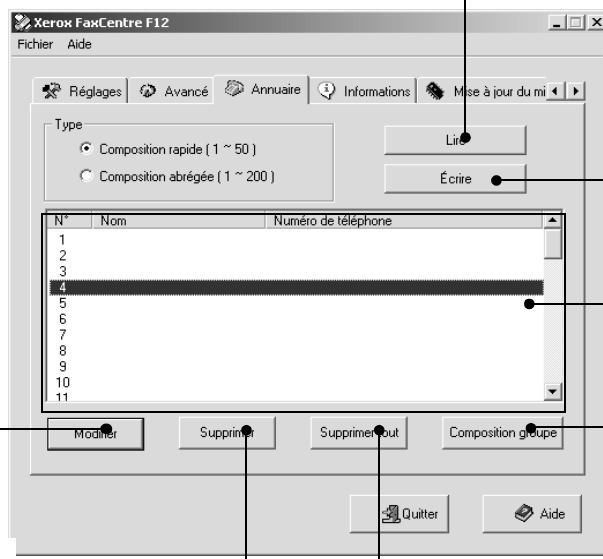 Xerox FaxCentre F12
Fichier Aide
Réglages Avancé Annuaire Informations Mise à jour du mi
Type
Composition rapide ( 1 ~ 50 )
Composition abrégée ( 1 ~ 200 )
Lire
Écrire
N° Nom Numéro de téléphone
1
2
3
4
5
6
7
8
9
10
11
Modifier Supprimer Supprimer tout Composition groupe
Quitter Aide